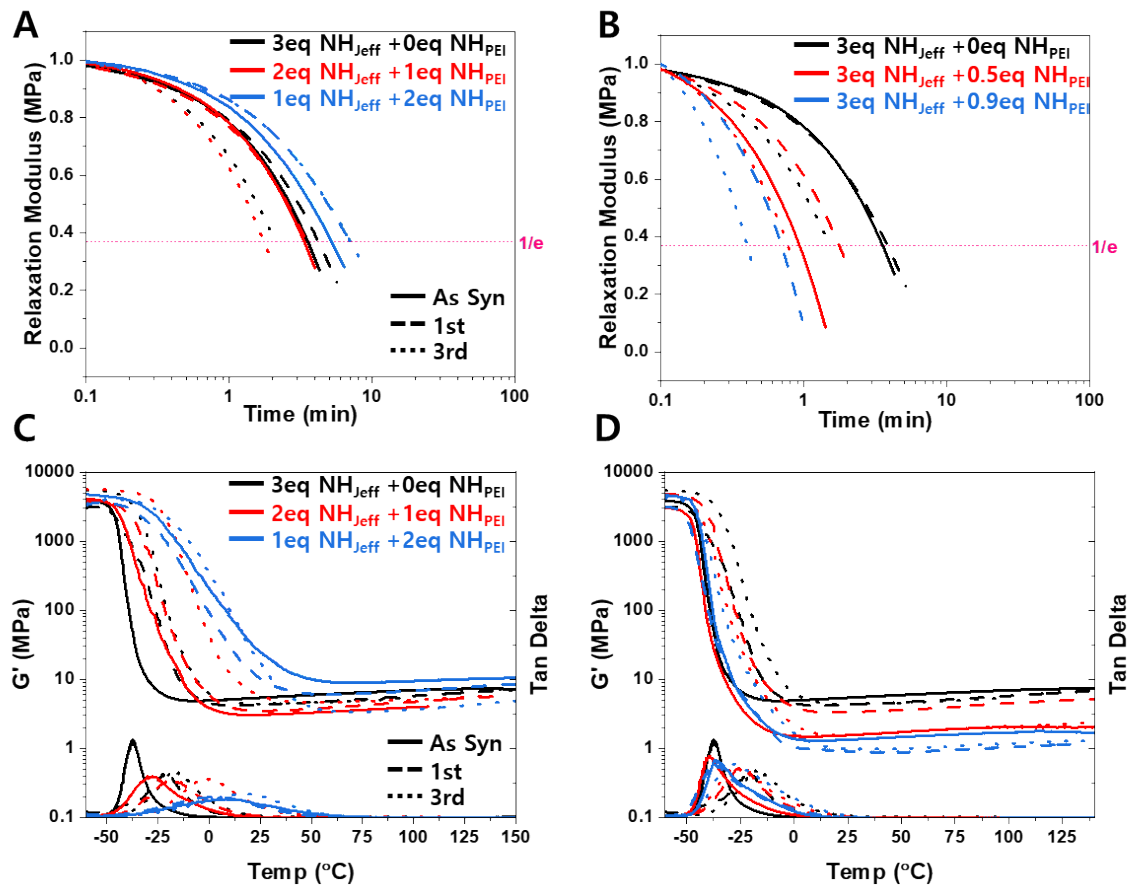 A
3eq NHJeff +0eq NHPEI
2eq NHJeff +1eq NHPEI
1eq NHJeff +2eq NHPEI
Relaxation Modulus (MPa)
1.0
0.8
0.6
0.4
0.2
0.0
1/e
As Syn
1st
3rd
0.1 1 10 100
Time (min)
B
3eq NHJeff +0eq NHPEI
3eq NHJeff +0.5eq NHPEI
3eq NHJeff +0.9eq NHPEI
Relaxation Modulus (MPa)
1.0
0.8
0.6
0.4
0.2
0.0
1/e
0.1 1 10 100
Time (min)
C
3eq NHJeff +0eq NHPEI
2eq NHJeff +1eq NHPEI
1eq NHJeff +2eq NHPEI
G' (MPa)
10000
1000
100
10
1
0.1
Tan Delta
As Syn
1st
3rd
-50 -25 0 25 50 75 100 125 150
Temp (°C)
D
G' (MPa)
10000
1000
100
10
1
0.1
Tan Delta
As Syn
1st
3rd
-50 -25 0 25 50 75 100 125
Temp (°C)